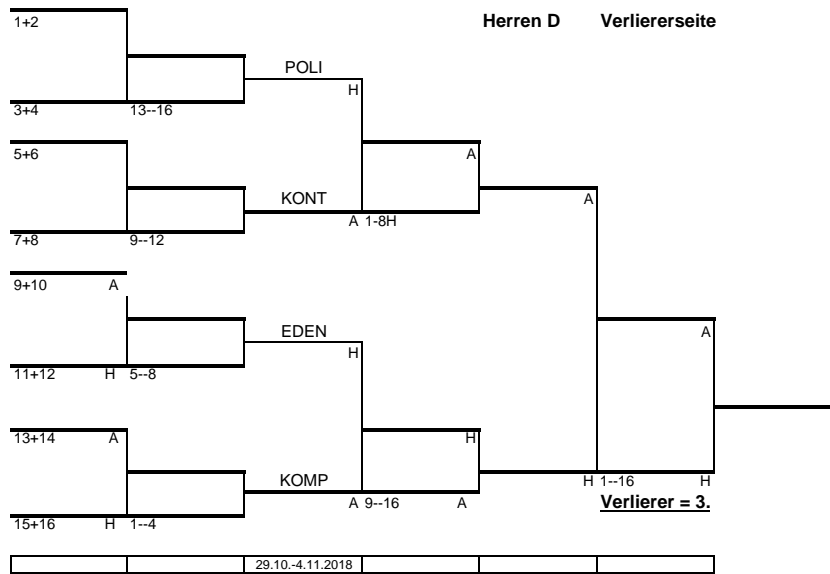 Herren D Verliererseite
1+2
POLI
H
3+4 13--16
5+6 A
KONT A
7+8 9--12 A 1-8H
9+10 A
EDEN A
H
11+12 H 5--8
13+14 A H
KOMP H 1--16 H
A 9--16 A Verlierer = 3.
15+16 H 1--4
29.10.-4.11.2018